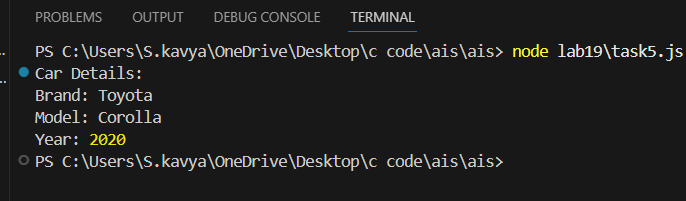 PROBLEMS OUTPUT DEBUG CONSOLE TERMINAL
PS C:\Users\S.kavya\OneDrive\Desktop\c code\ais\ais> node lab19\task5.js
Car Details:
Brand: Toyota
Model: Corolla
Year: 2020
PS C:\Users\S.kavya\OneDrive\Desktop\c code\ais\ais>